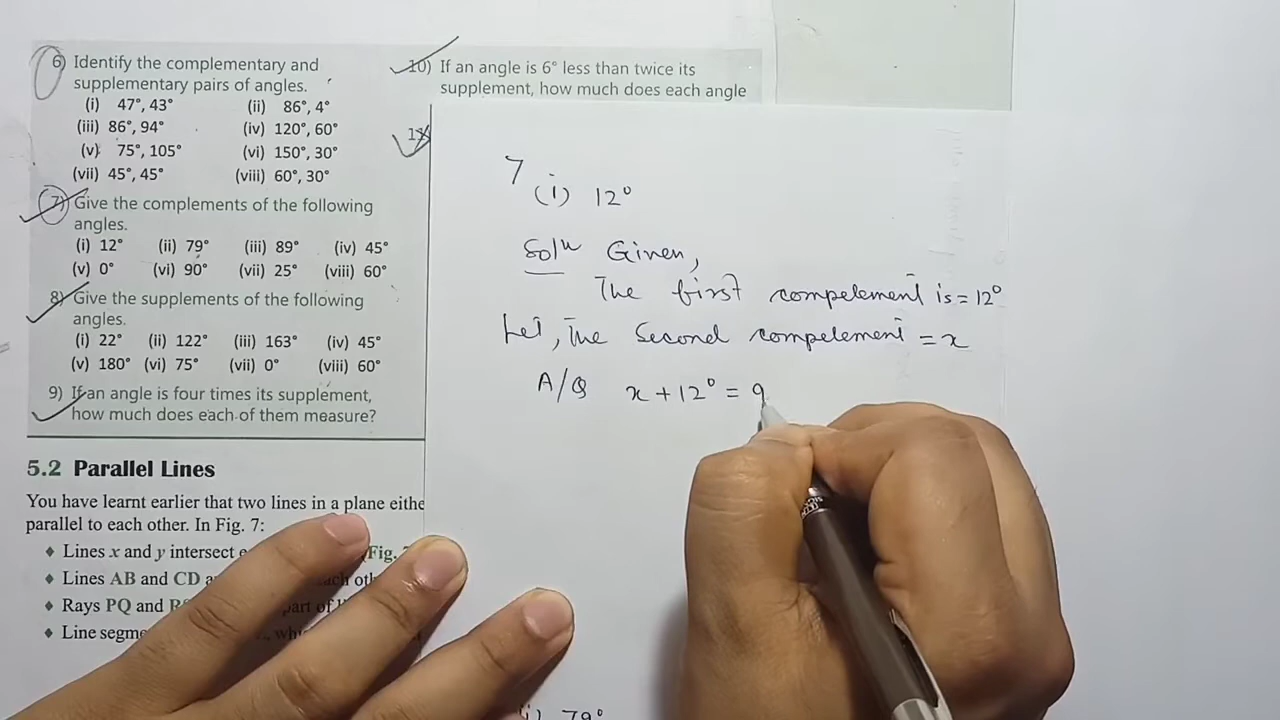 6) Identify the complementary and
supplementary pairs of angles.
(i) 47°, 43° (ii) 86°, 4°
(iii) 86°, 94° (iv) 120°, 60°
(v) 75°, 105° (vi) 150°, 30°
(vii) 45°, 45° (viii) 60°, 30°
7) Give the complements of the following
angles.
(i) 12° (ii) 79° (iii) 89° (iv) 45°
(v) 0° (vi) 90° (vii) 25° (viii) 60°
8) Give the supplements of the following
angles.
(i) 22° (ii) 122° (iii) 163° (iv) 45°
(v) 180° (vi) 75° (vii) 0° (viii) 60°
9) If an angle is four times its supplement,
how much does each of them measure?
5.2 Parallel Lines
You have learnt earlier that two lines in a plane eithe
parallel to each other. In Fig. 7:
Lines x and y intersect (Fig.
Lines AB and CD
Rays PQ and part of
Line segme
10) If an angle is 6° less than twice its
supplement, how much does each angle
7
(i) 12°
Soln Given,
The first compelement is = 12°
Let, The Second compelement = x
A/Q x + 12° = 9
79°